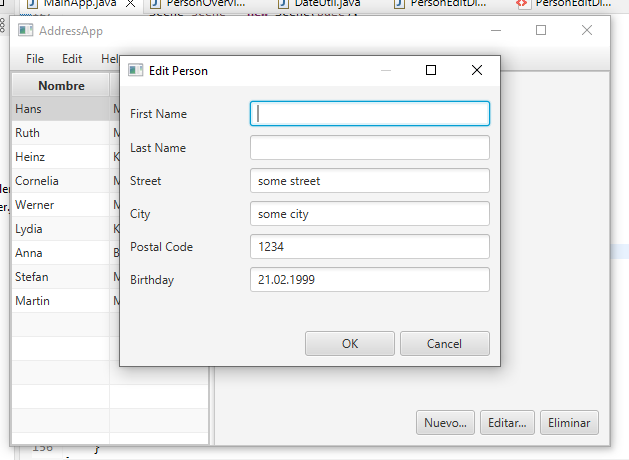 MainApp.java
PersonOvervi...
DateUtil.java
PersonEditDi...
PersonEditDi...
AddressApp
File Edit
Nombre
Hans
Ruth
Heinz
Cornelia
Werner
Lydia
Anna
Stefan
Martin
Edit Person
First Name
Last Name
Street some street
City some city
Postal Code 1234
Birthday 21.02.1999
OK Cancel
Nuevo... Editar... Eliminar
156 }